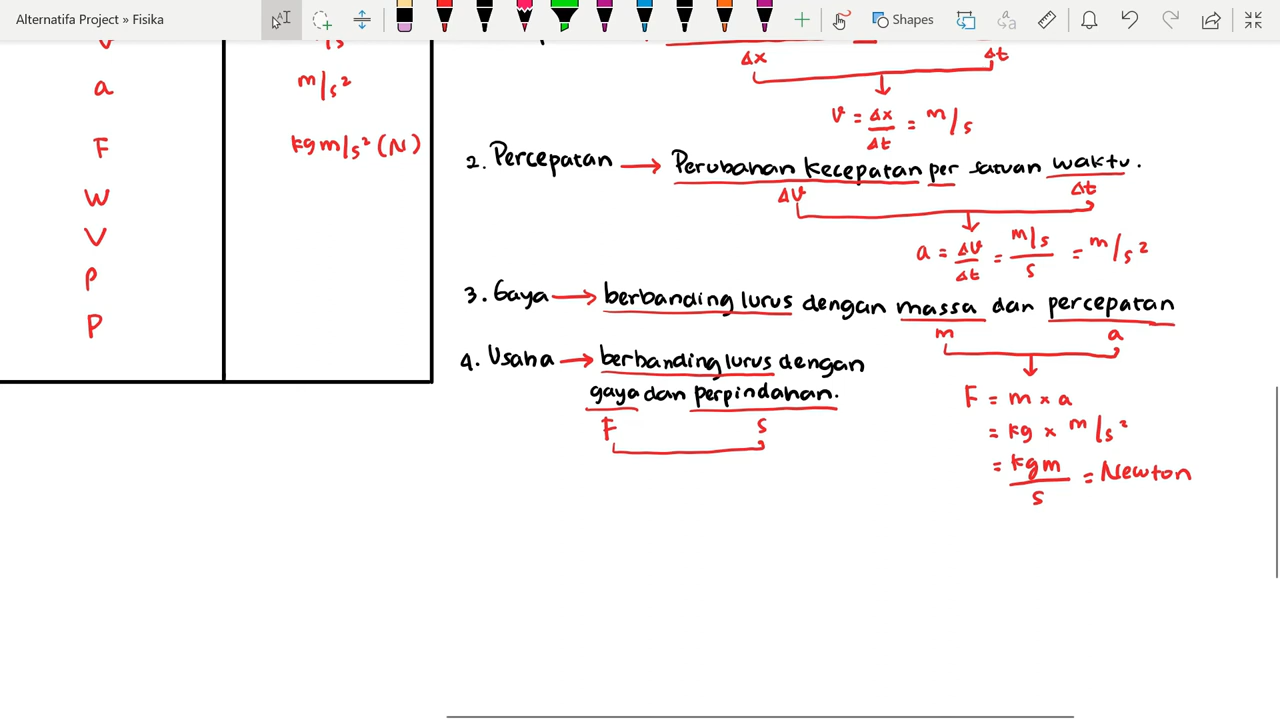 Alternatifa Project » Fisika
Shapes
a m/s²
F kgm/s² (N)
W
V
P
P
Δx Δt
v = Δx/Δt = m/s
2. Percepatan → Perubahan kecepatan per satuan waktu.
ΔV Δt
a = ΔV/Δt = m/s/s = m/s²
3. Gaya → berbanding lurus dengan massa dan percepatan
m a
F = m x a
= kg x m/s²
= kgm/s = Newton
4. Usaha → berbanding lurus dengan
gaya dan perpindahan.
F s